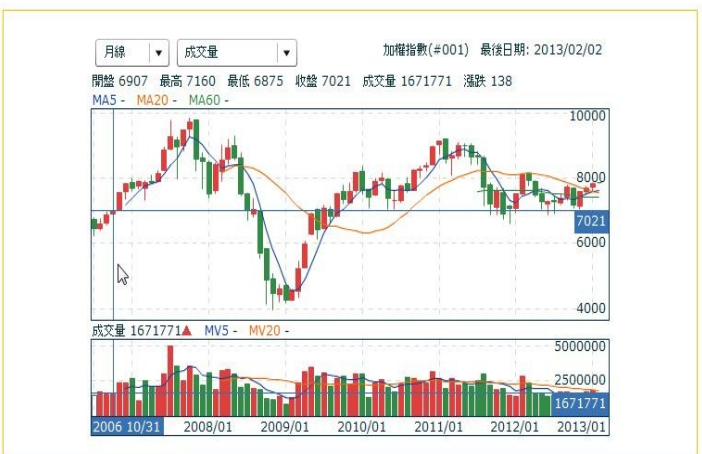 月線 成交量 加權指數(#001) 最後日期: 2013/02/02
開盤 6907 最高 7160 最低 6875 收盤 7021 成交量 1671771 漲跌 138
MA5 - MA20 - MA60 -
10000
8000
7021
6000
4000
成交量 1671771▲ MV5 - MV20 -
5000000
2500000
1671771
2006 10/31 2008/01 2009/01 2010/01 2011/01 2012/01 2013/01